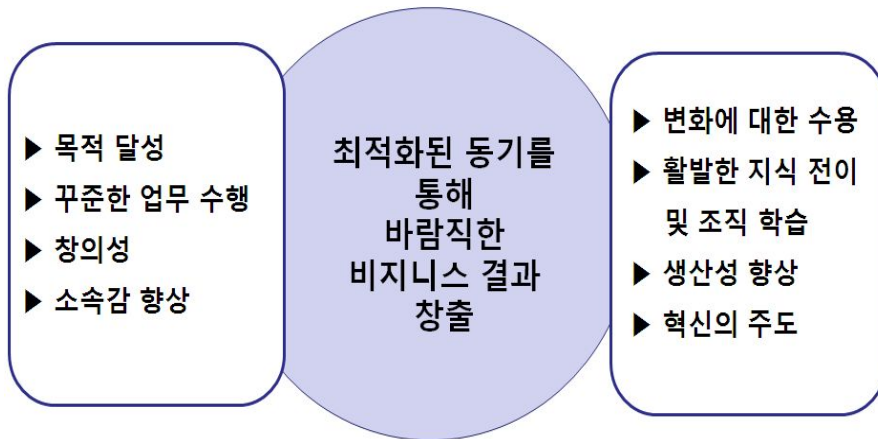 ▶ 목적 달성
▶ 꾸준한 업무 수행
▶ 창의성
▶ 소속감 향상
최적화된 동기를
통해
바람직한
비지니스 결과
창출
▶ 변화에 대한 수용
▶ 활발한 지식 전이
및 조직 학습
▶ 생산성 향상
▶ 혁신의 주도